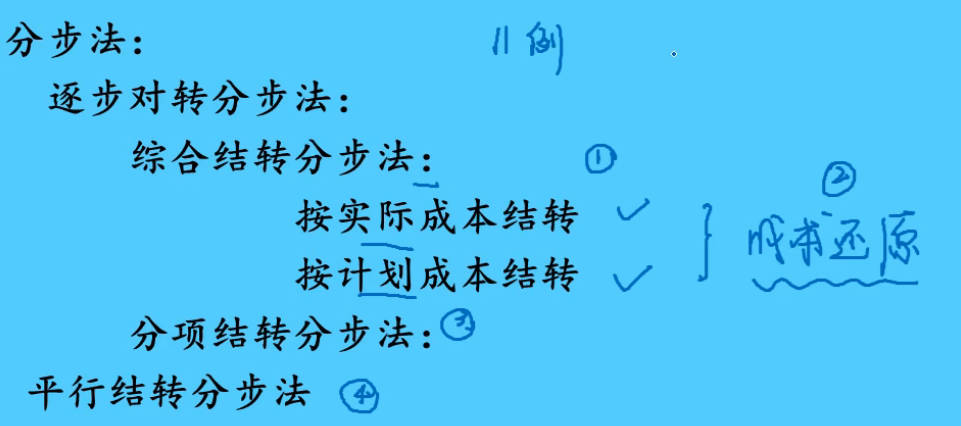 分步法： 11例
逐步对转分步法：
综合结转分步法： ①
②
按实际成本结转 ✓
成本还原
按计划成本结转 ✓
分项结转分步法：③
平行结转分步法 ④